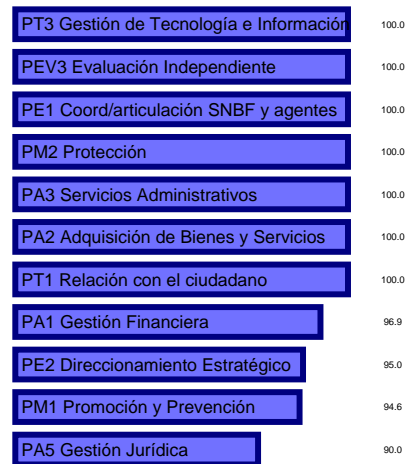 PT3 Gestión de Tecnología e Información 100.0
PEV3 Evaluación Independiente 100.0
PE1 Coord/articulación SNBF y agentes 100.0
PM2 Protección 100.0
PA3 Servicios Administrativos 100.0
PA2 Adquisición de Bienes y Servicios 100.0
PT1 Relación con el ciudadano 100.0
PA1 Gestión Financiera 96.9
PE2 Direccionamiento Estratégico 95.0
PM1 Promoción y Prevención 94.6
PA5 Gestión Jurídica 90.0